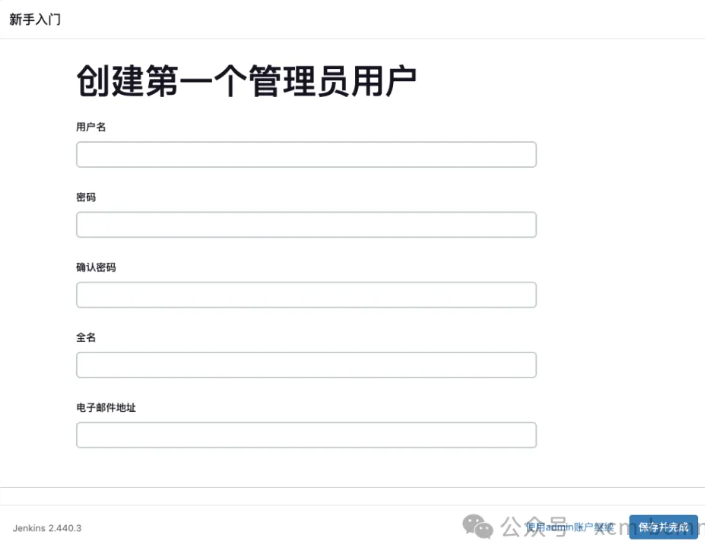 新手入门
创建第一个管理员用户
用户名
密码
确认密码
全名
电子邮件地址
Jenkins 2.440.3
使用admin账户继续
保存并完成
公众号